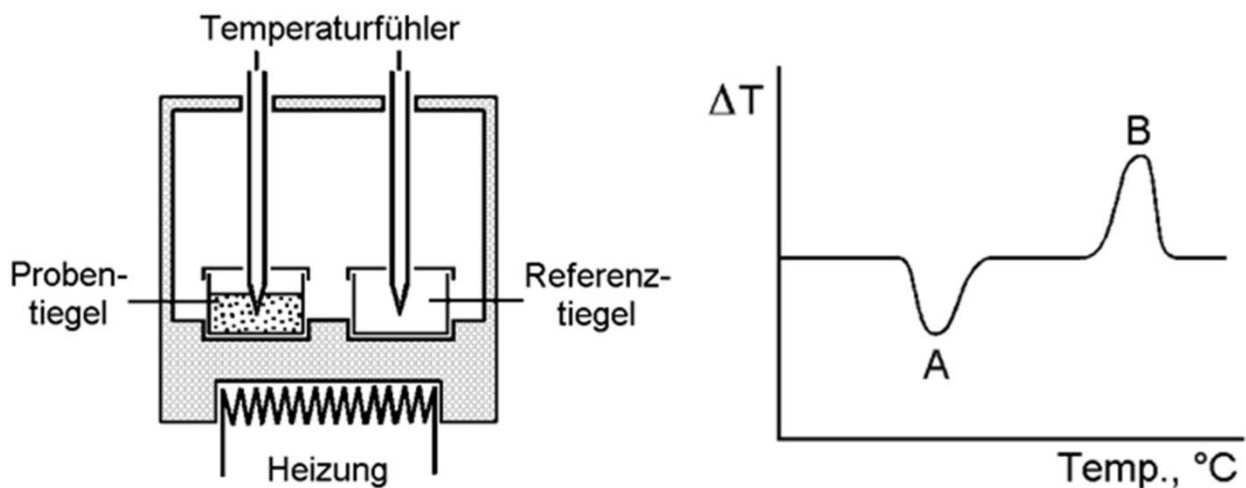 Temperaturfühler
Proben-
tiegel
Referenz-
tiegel
Heizung
ΔT
B
A
Temp., °C